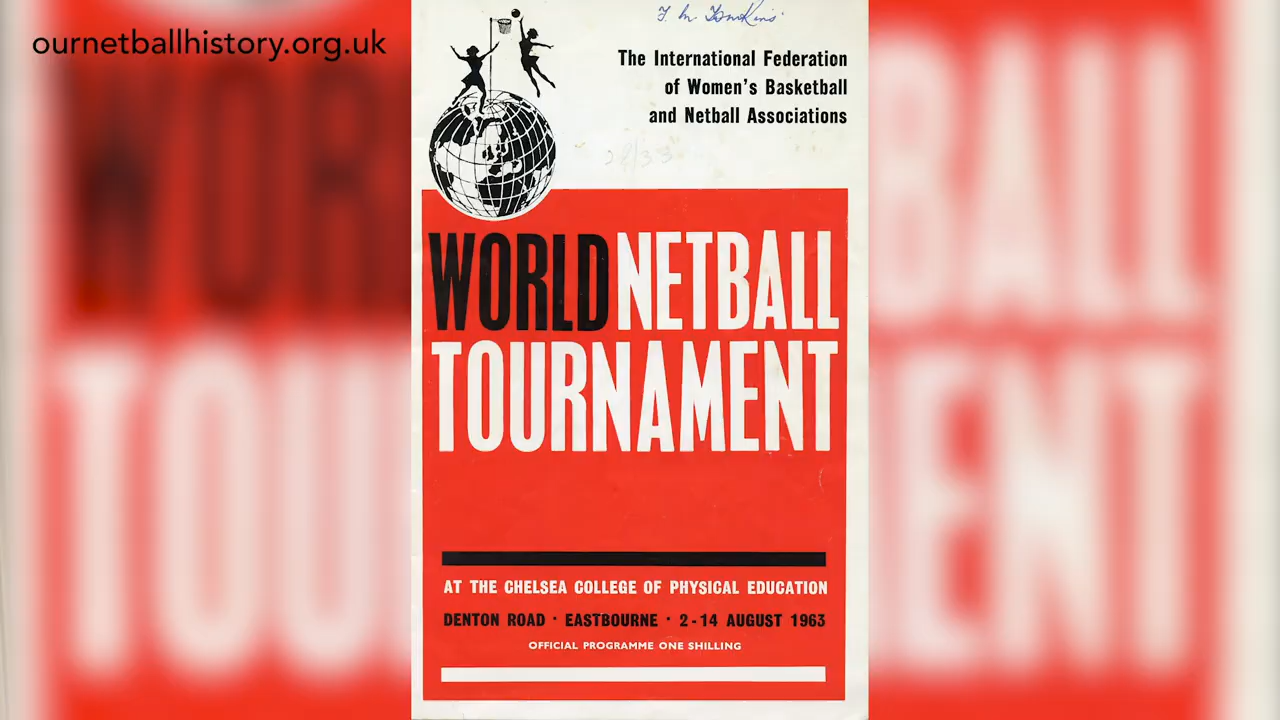 ournetballhistory.org.uk
The International Federation
of Women's Basketball
and Netball Associations
WORLD NETBALL
TOURNAMENT
AT THE CHELSEA COLLEGE OF PHYSICAL EDUCATION
DENTON ROAD · EASTBOURNE · 2-14 AUGUST 1963
OFFICIAL PROGRAMME ONE SHILLING